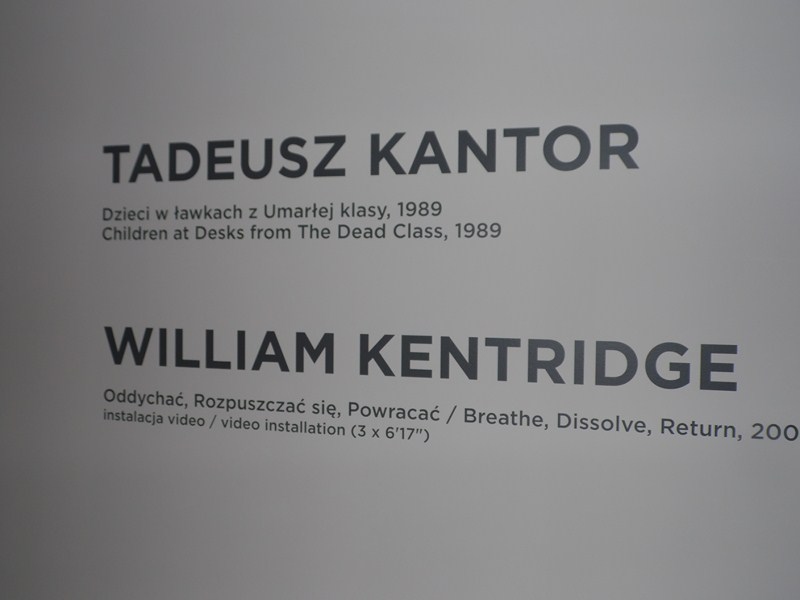 TADEUSZ KANTOR
Dzieci w ławkach z Umarłej klasy, 1989
Children at Desks from The Dead Class, 1989
WILLIAM KENTRIDGE
Oddychać, Rozpuszczać się, Powracać / Breathe, Dissolve, Return, 200
instalacja video / video installation (3 x 6'17")